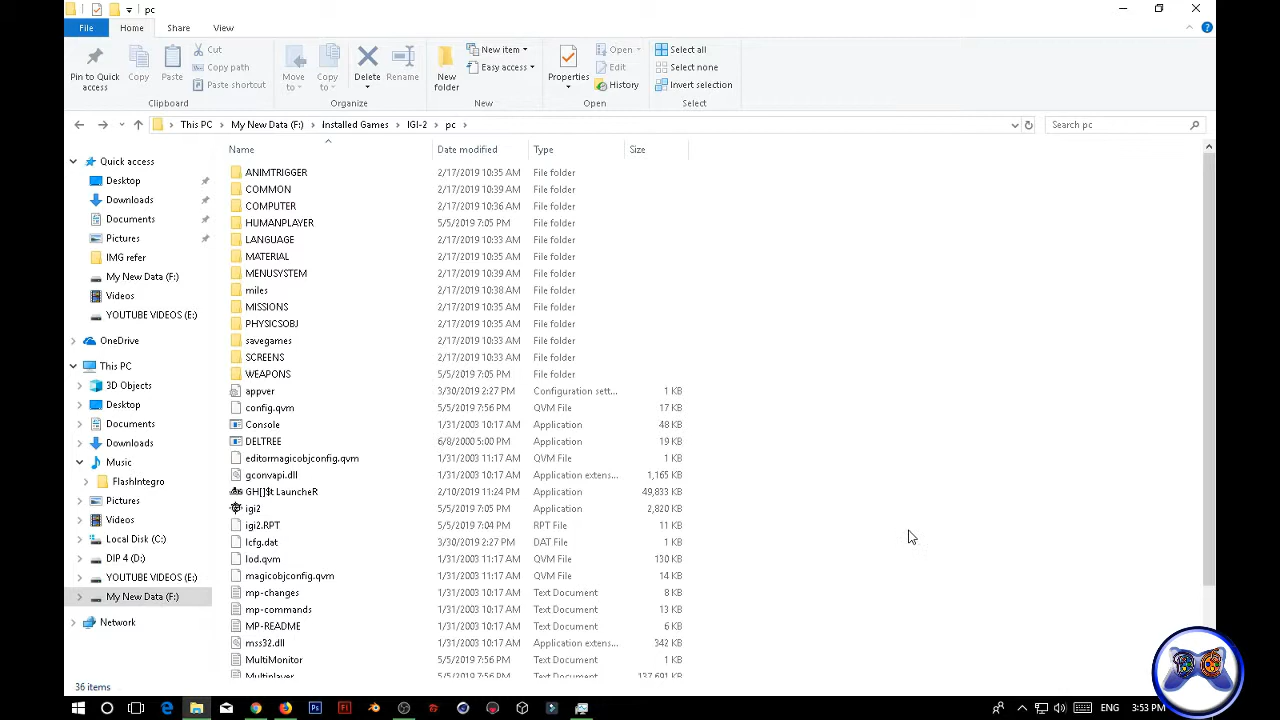 pc
File Home Share View
Pin to Quick access
Copy
Paste
Cut
Copy path
Paste shortcut
Clipboard
Move to
Copy to
Delete
Rename
Organize
New folder
New item
Easy access
New
Properties
Open
Edit
History
Open
Select all
Select none
Invert selection
Select
This PC My New Data (F:) Installed Games IGI-2 pc
Search pc
Quick access
Desktop
Downloads
Documents
Pictures
IMG refer
My New Data (F:)
Videos
YOUTUBE VIDEOS (E:)
OneDrive
This PC
3D Objects
Desktop
Documents
Downloads
Music
FlashIntegro
Pictures
Videos
Local Disk (C:)
DIP 4 (D:)
YOUTUBE VIDEOS (E:)
My New Data (F:)
Network
Name Date modified Type Size
ANIMTRIGGER 2/17/2019 10:35 AM File folder
COMMON 2/17/2019 10:39 AM File folder
COMPUTER 2/17/2019 10:36 AM File folder
HUMANPLAYER 5/5/2019 7:05 PM File folder
LANGUAGE 2/17/2019 10:33 AM File folder
MATERIAL 2/17/2019 10:35 AM File folder
MENUSYSTEM 2/17/2019 10:39 AM File folder
miles 2/17/2019 10:38 AM File folder
MISSIONS 2/17/2019 10:35 AM File folder
PHYSICSOBJ 2/17/2019 10:35 AM File folder
savegames 2/17/2019 10:33 AM File folder
SCREENS 2/17/2019 10:33 AM File folder
WEAPONS 5/5/2019 7:05 PM File folder
appver 3/30/2019 2:27 PM Configuration sett... 1 KB
config.qvm 5/5/2019 7:56 PM QVM File 17 KB
Console 1/31/2003 10:17 AM Application 48 KB
DELTREE 6/8/2000 5:00 PM Application 19 KB
editormagicobjconfig.qvm 1/31/2003 11:17 AM QVM File 1 KB
gconvapi.dll 1/31/2003 10:17 AM Application extens... 1,165 KB
GH[]$t LauncheR 2/10/2019 11:24 PM Application 49,833 KB
igi2 5/5/2019 7:05 PM Application 2,820 KB
igi2.RPT 5/5/2019 7:04 PM RPT File 11 KB
lcfg.dat 3/30/2019 2:27 PM DAT File 1 KB
lod.qvm 1/31/2003 11:17 AM QVM File 130 KB
magicobjconfig.qvm 1/31/2003 11:17 AM QVM File 14 KB
mp-changes 1/31/2003 10:17 AM Text Document 8 KB
mp-commands 1/31/2003 10:17 AM Text Document 13 KB
MP-README 1/31/2003 10:17 AM Text Document 6 KB
mss32.dll 1/31/2003 10:17 AM Application extens... 342 KB
MultiMonitor 5/5/2019 7:56 PM Text Document 1 KB
Multiplayer 5/5/2019 7:56 PM Text Document 137,691 KB
36 items
ENG 3:53 PM